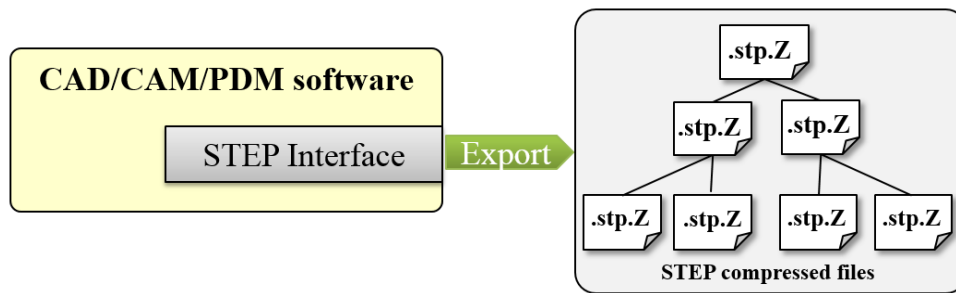 CAD/CAM/PDM software
STEP Interface
Export
.stp.Z
.stp.Z .stp.Z
.stp.Z .stp.Z .stp.Z .stp.Z
STEP compressed files